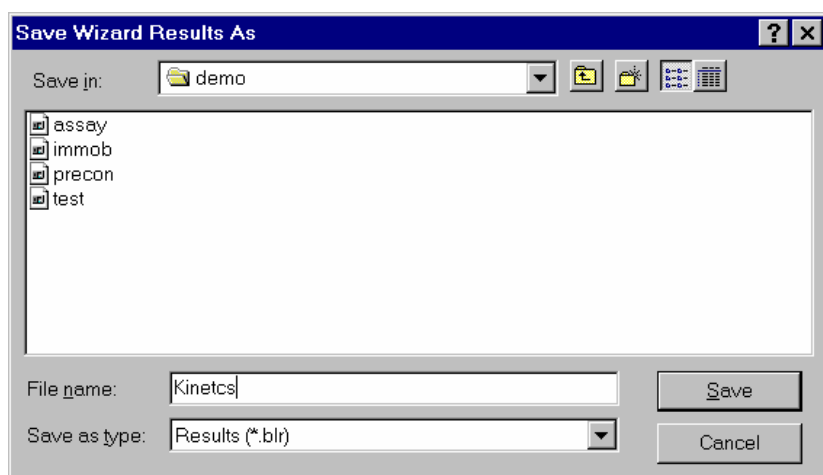 Save Wizard Results As
Save in: demo
assay
immob
precon
test
File name: Kinetcs Save
Save as type: Results (*.blr) Cancel